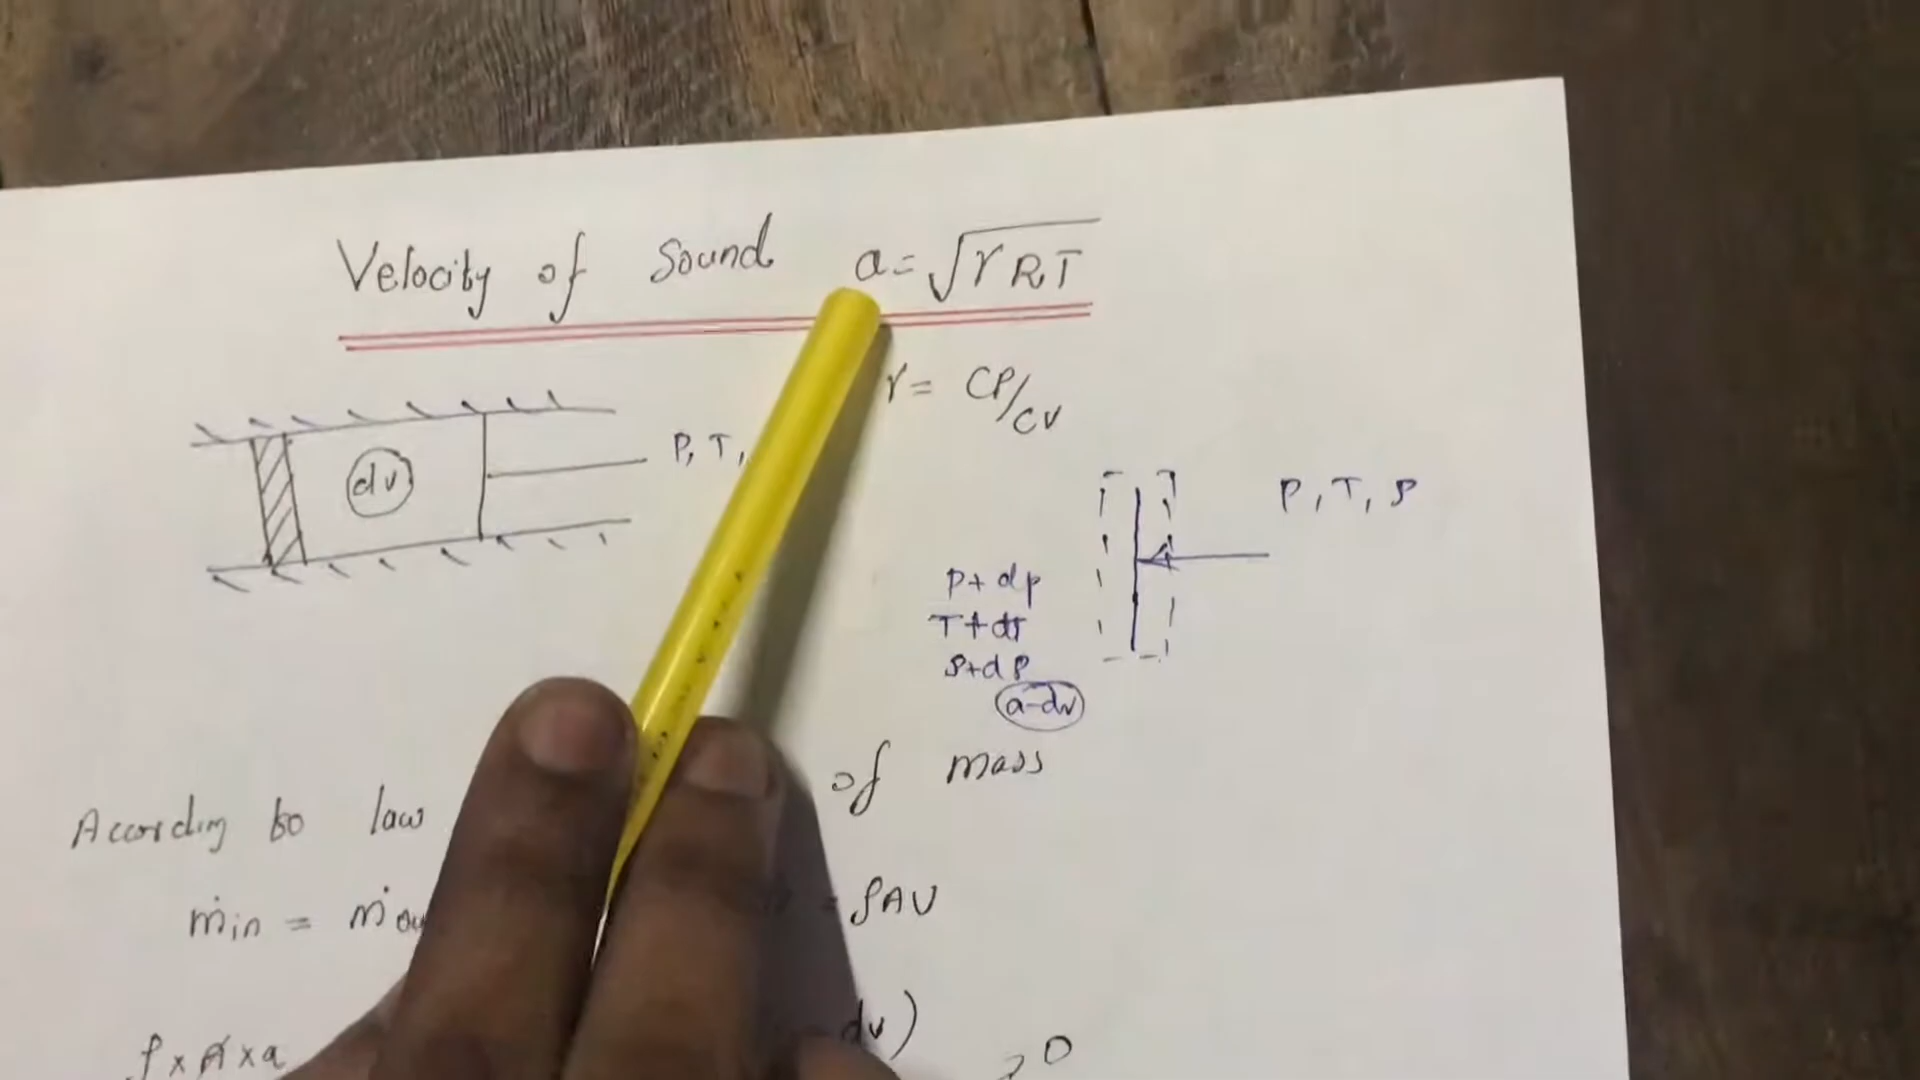 Velocity of Sound a = √γRT
γ = CP/CV
dv
P, T,
P, T, ρ
P + dp
T + dT
ρ + dρ
a-dv
According to law of mass
ṁin = = ρAV
ρ x A x a dv)
0